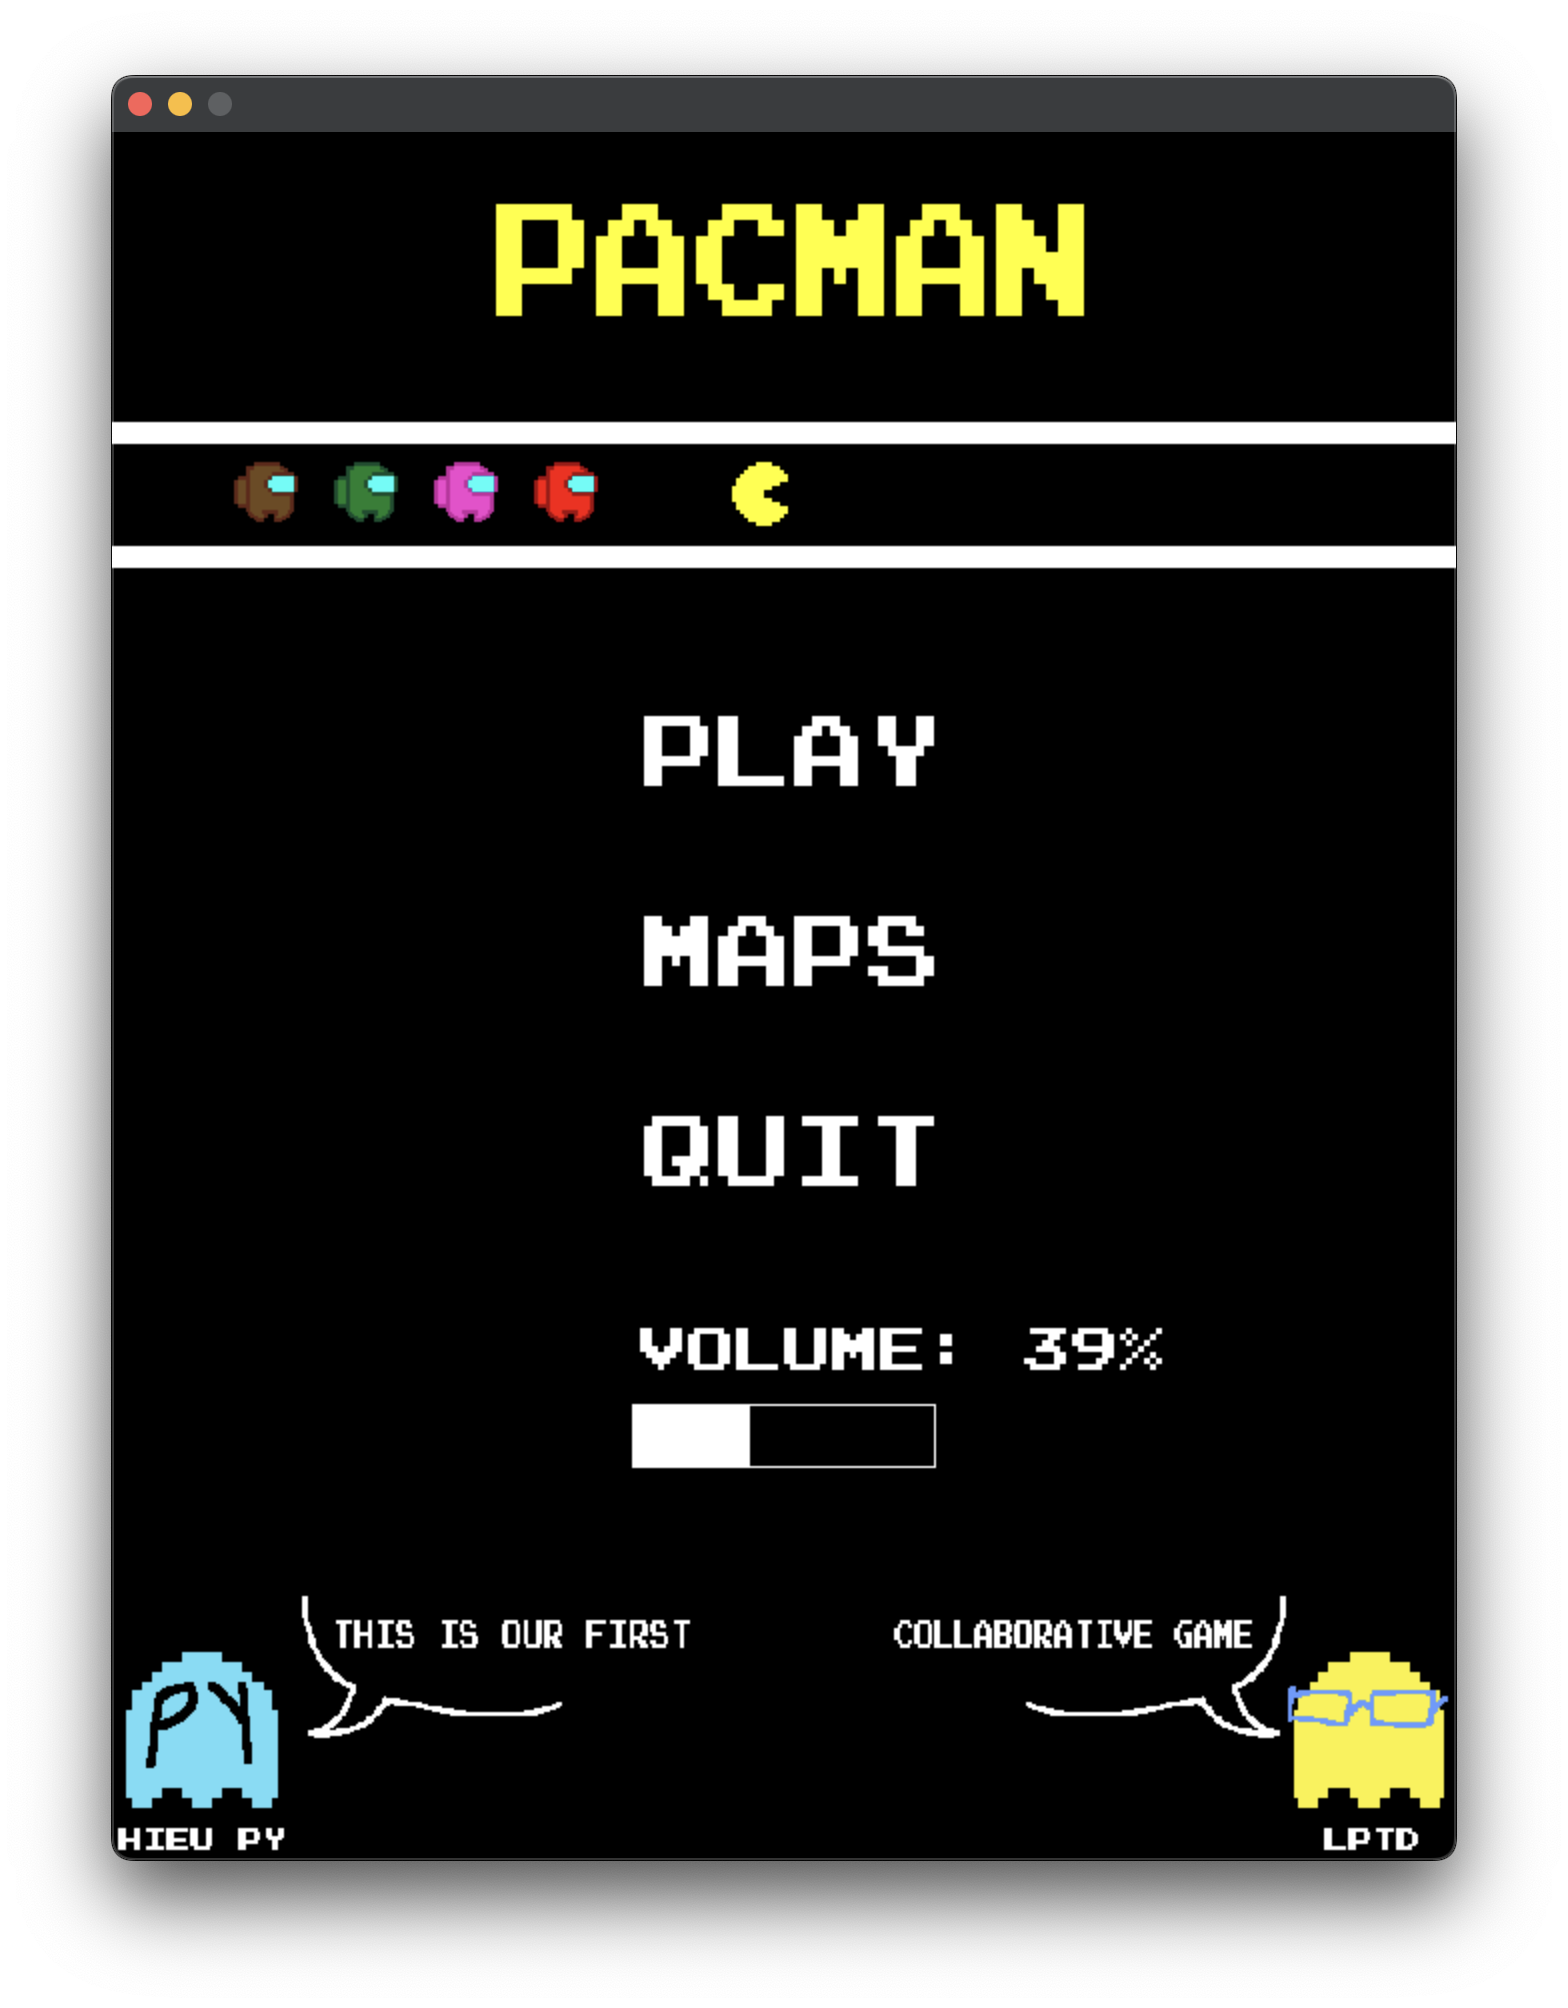 PACMAN
PLAY
MAPS
QUIT
VOLUME: 39%
THIS IS OUR FIRST
COLLABORATIVE GAME
PY
HIEU PY
LPTD